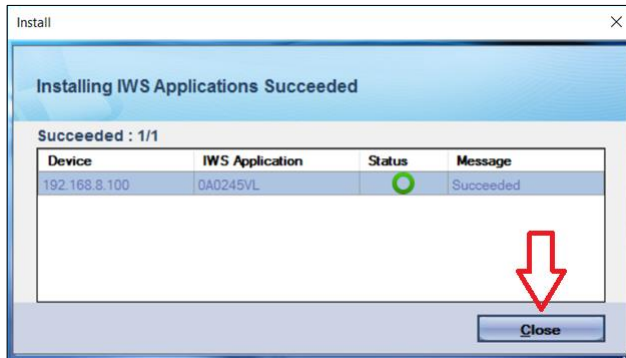 Install
Installing IWS Applications Succeeded
Succeeded : 1/1
Device IWS Application Status Message
192.168.8.100 0A0245VL Succeeded
Close